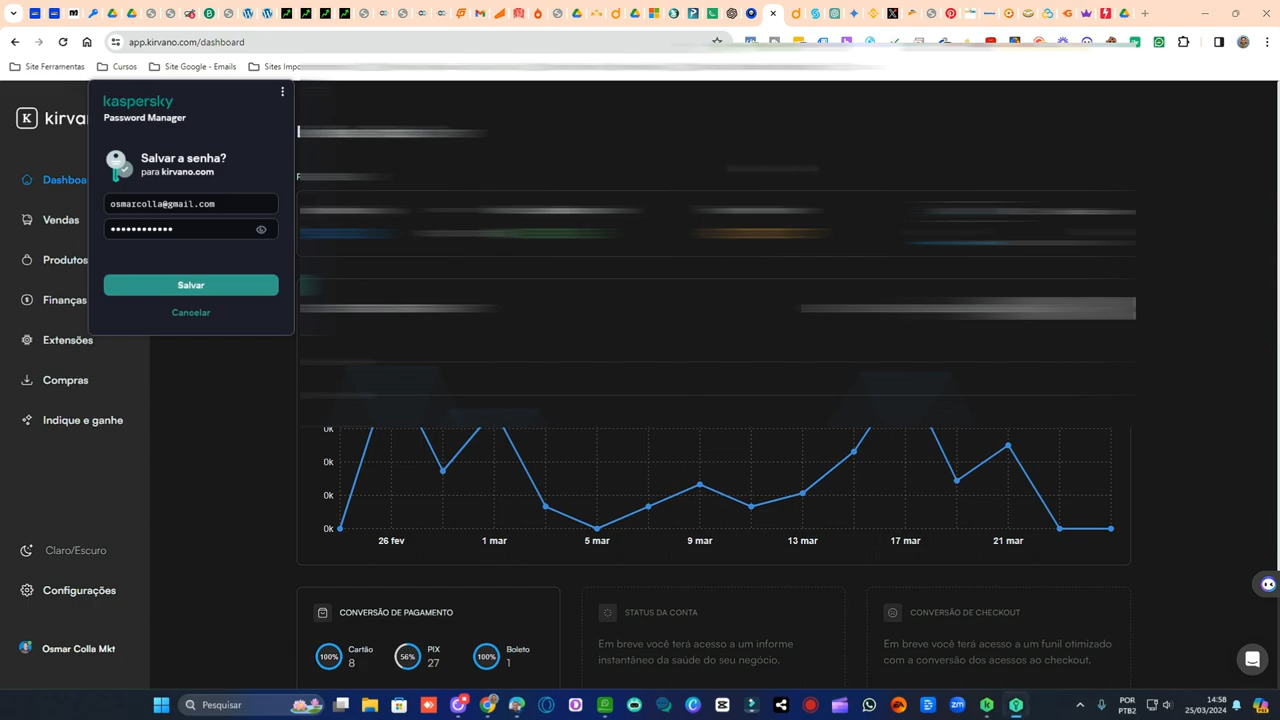 app.kirvano.com/dashboard
Site Ferramentas
Cursos
Site Google - Emails
kaspersky
Password Manager
Salvar a senha?
para kirvano.com
osmarcolla@gmail.com
Salvar
Cancelar
Vendas
Produtos
Finanças
Extensões
Compras
Indique e ganhe
Claro/Escuro
Configurações
Osmar Colla Mkt
0k
0k
0k
0k
26 fev
1 mar
5 mar
9 mar
13 mar
17 mar
21 mar
CONVERSÃO DE PAGAMENTO
100%
Cartão
8
56%
PIX
27
100%
Boleto
1
STATUS DA CONTA
Em breve você terá acesso a um informe
instantâneo da saúde do seu negócio.
CONVERSÃO DE CHECKOUT
Em breve você terá acesso a um funil otimizado
com a conversão dos acessos ao checkout.
Pesquisar
POR
PTB2
14:58
25/03/2024